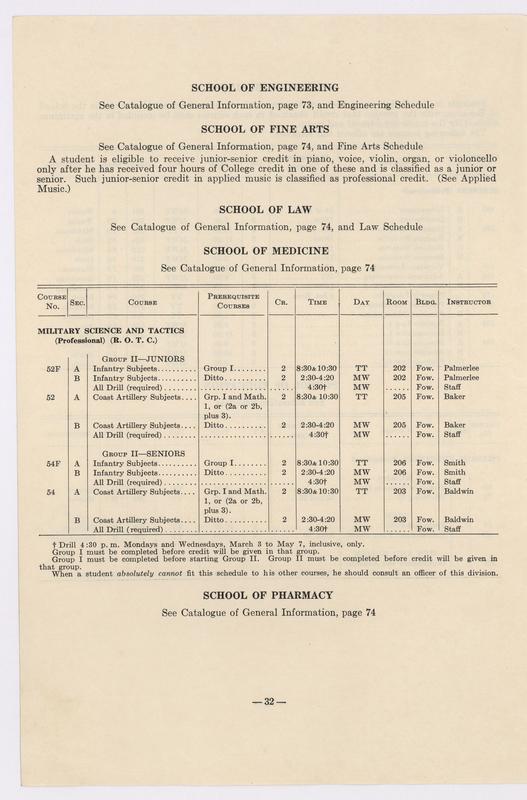 SCHOOL OF ENGINEERING
See Catalogue of General Information, page 73, and Engineering Schedule
SCHOOL OF FINE ARTS
See Catalogue of General Information, page 74, and Fine Arts Schedule
A student is eligible to receive junior-senior credit in piano, voice, violin, organ, or violoncello
only after he has received four hours of College credit in one of these and is classified as a junior or
senior. Such junior-senior credit in applied music is classified as professional credit. (See Applied
Music.)
SCHOOL OF LAW
See Catalogue of General Information, page 74, and Law Schedule
SCHOOL OF MEDICINE
See Catalogue of General Information, page 74
COURSE No. SEC. COURSE PREREQUISITE COURSES CR. TIME DAY ROOM BLDG. INSTRUCTOR
MILITARY SCIENCE AND TACTICS
(Professional) (R. O. T. C.)
GROUP II—JUNIORS
52F A Infantry Subjects.......... Group I........ 2 8:30&10:30 TT 202 Fow. Palmerlee
B Infantry Subjects.......... Ditto.......... 2 2:30-4:20 MW 202 Fow. Palmerlee
All Drill (required)........ ................ ...... 4:30† MW ...... Fow. Staff
52 A Coast Artillery Subjects.... Grp. I and Math. 2 8:30& 10:30 TT 205 Fow. Baker
1, or (2a or 2b,
plus 3).
B Coast Artillery Subjects.... Ditto.......... 2 2:30-4:20 MW 205 Fow. Baker
All Drill (required)........ ................ ...... 4:30† MW ...... Fow. Staff
GROUP II—SENIORS
54F A Infantry Subjects.......... Group I........ 2 8:30&10:30 TT 206 Fow. Smith
B Infantry Subjects.......... Ditto.......... 2 2:30-4:20 MW 206 Fow. Smith
All Drill (required)........ ................ ...... 4:30† MW ...... Fow. Staff
54 A Coast Artillery Subjects.... Grp. I and Math. 2 8:30&10:30 TT 203 Fow. Baldwin
1, or (2a or 2b,
plus 3).
B Coast Artillery Subjects.... Ditto.......... 2 2:30-4:20 MW 203 Fow. Baldwin
All Drill (required)........ ................ ...... 4:30† MW ...... Fow. Staff
† Drill 4:30 p. m. Mondays and Wednesdays, March 3 to May 7, inclusive, only.
Group I must be completed before credit will be given in that group.
Group I must be completed before starting Group II. Group II must be completed before credit will be given in
that group.
When a student absolutely cannot fit this schedule to his other courses, he should consult an officer of this division.
SCHOOL OF PHARMACY
See Catalogue of General Information, page 74
—32—